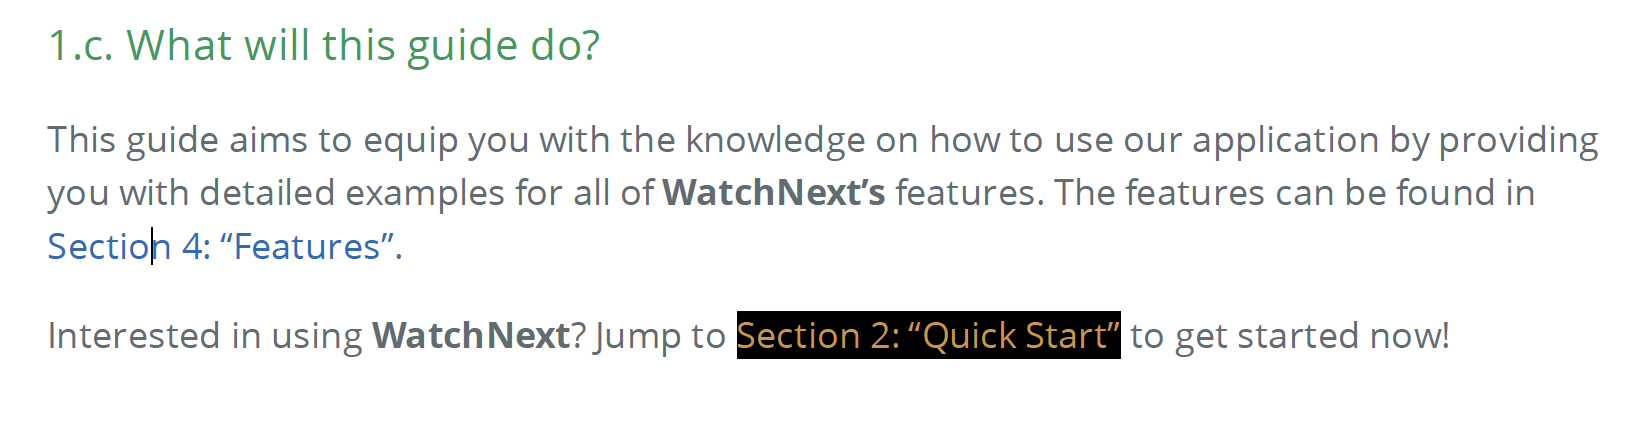 1.c. What will this guide do?
This guide aims to equip you with the knowledge on how to use our application by providing
you with detailed examples for all of WatchNext’s features. The features can be found in
Section 4: “Features”.
Interested in using WatchNext? Jump to Section 2: “Quick Start” to get started now!